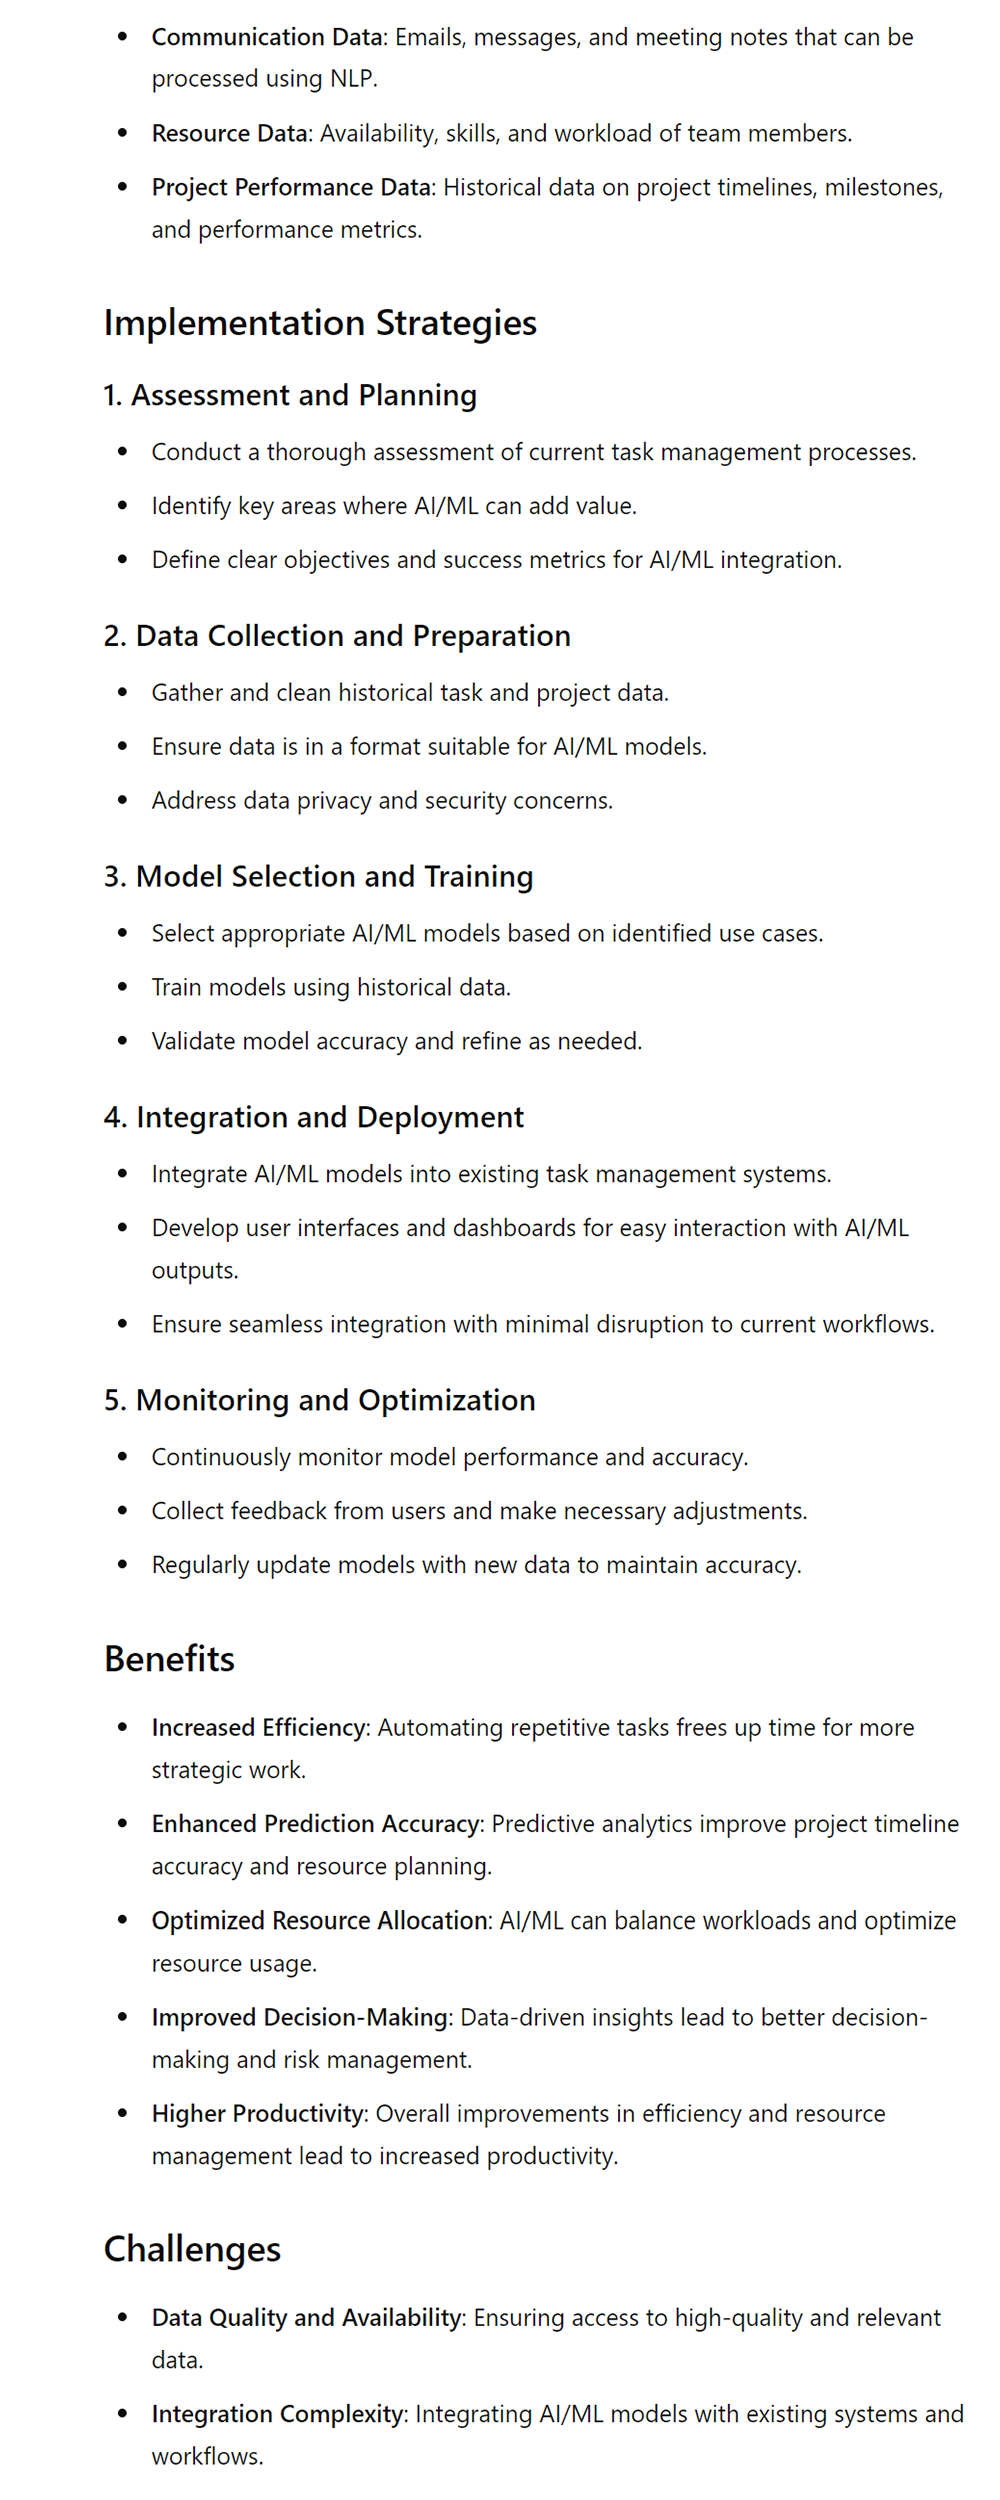 Communication Data: Emails, messages, and meeting notes that can be
processed using NLP.
Resource Data: Availability, skills, and workload of team members.
Project Performance Data: Historical data on project timelines, milestones,
and performance metrics.
Implementation Strategies
1. Assessment and Planning
Conduct a thorough assessment of current task management processes.
Identify key areas where AI/ML can add value.
Define clear objectives and success metrics for AI/ML integration.
2. Data Collection and Preparation
Gather and clean historical task and project data.
Ensure data is in a format suitable for AI/ML models.
Address data privacy and security concerns.
3. Model Selection and Training
Select appropriate AI/ML models based on identified use cases.
Train models using historical data.
Validate model accuracy and refine as needed.
4. Integration and Deployment
Integrate AI/ML models into existing task management systems.
Develop user interfaces and dashboards for easy interaction with AI/ML
outputs.
Ensure seamless integration with minimal disruption to current workflows.
5. Monitoring and Optimization
Continuously monitor model performance and accuracy.
Collect feedback from users and make necessary adjustments.
Regularly update models with new data to maintain accuracy.
Benefits
Increased Efficiency: Automating repetitive tasks frees up time for more
strategic work.
Enhanced Prediction Accuracy: Predictive analytics improve project timeline
accuracy and resource planning.
Optimized Resource Allocation: AI/ML can balance workloads and optimize
resource usage.
Improved Decision-Making: Data-driven insights lead to better decision-
making and risk management.
Higher Productivity: Overall improvements in efficiency and resource
management lead to increased productivity.
Challenges
Data Quality and Availability: Ensuring access to high-quality and relevant
data.
Integration Complexity: Integrating AI/ML models with existing systems and
workflows.